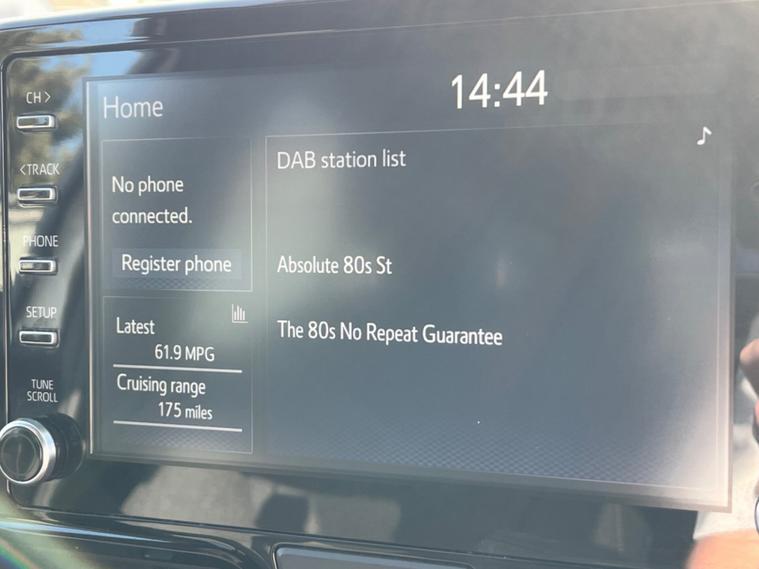 CH >
< TRACK
PHONE
SETUP
TUNE
SCROLL
Home
14:44
No phone
connected.
Register phone
Latest
61.9 MPG
Cruising range
175 miles
DAB station list
Absolute 80s St
The 80s No Repeat Guarantee